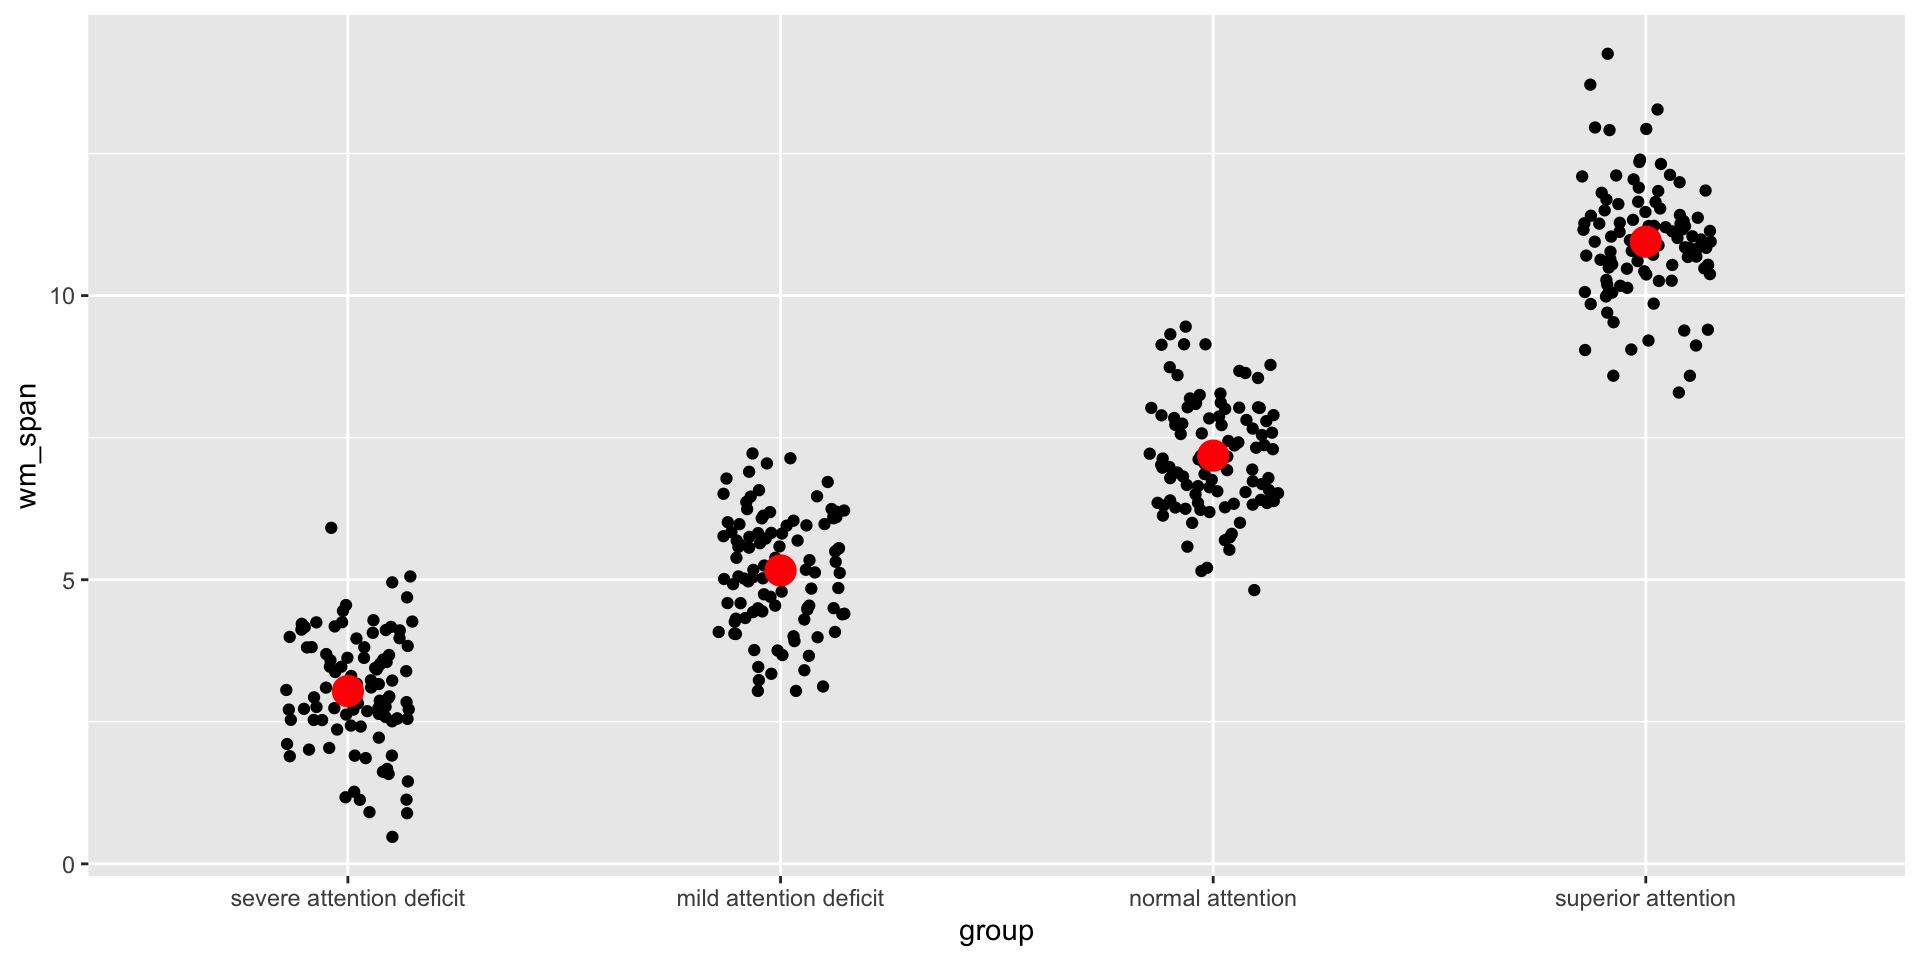 wm_span
10
5
0
severe attention deficit
mild attention deficit
normal attention
superior attention
group